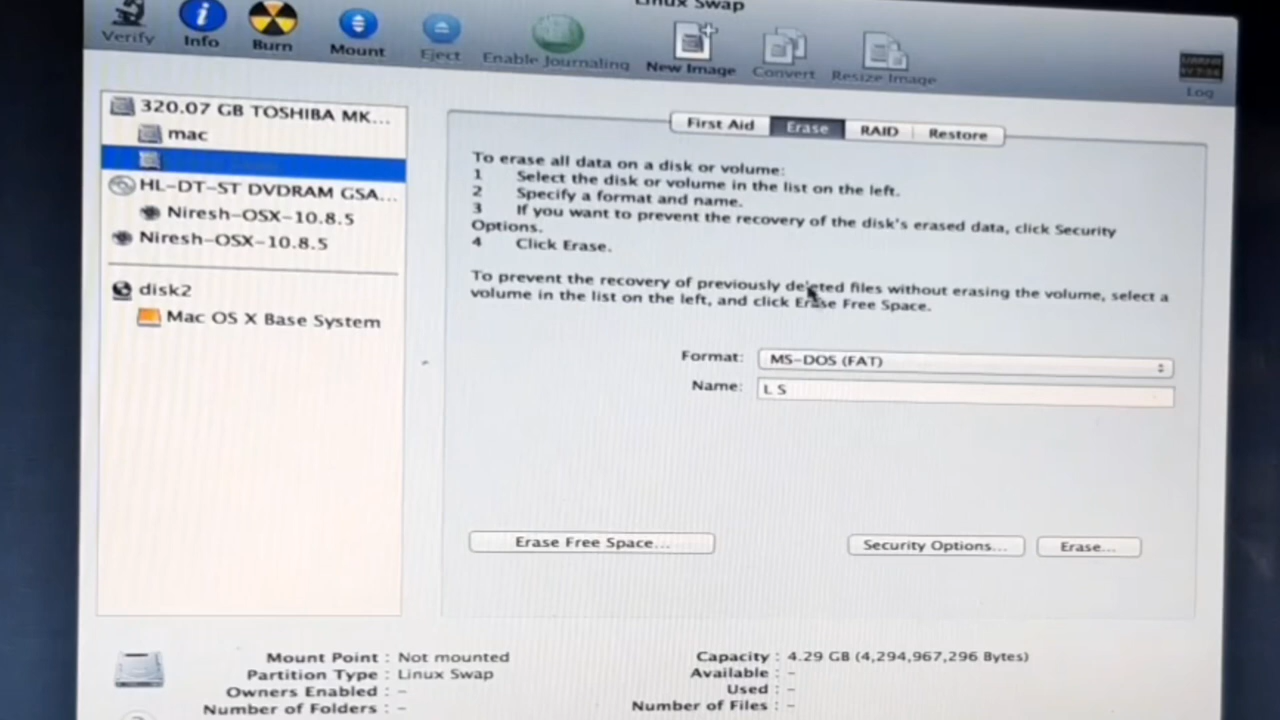 Linux Swap
Verify
Info
Burn
Mount
Eject
Enable Journaling
New Image
Convert
Resize Image
Log
320.07 GB TOSHIBA MK...
mac
HL-DT-ST DVDRAM GSA...
Niresh-OSX-10.8.5
Niresh-OSX-10.8.5
disk2
Mac OS X Base System
First Aid
Erase
RAID
Restore
To erase all data on a disk or volume:
1 Select the disk or volume in the list on the left.
2 Specify a format and name.
3 If you want to prevent the recovery of the disk's erased data, click Security
Options.
4 Click Erase.
To prevent the recovery of previously deleted files without erasing the volume, select a
volume in the list on the left, and click Erase Free Space.
Format: MS-DOS (FAT)
Name: L S
Erase Free Space...
Security Options...
Erase...
Mount Point : Not mounted
Partition Type : Linux Swap
Owners Enabled : -
Number of Folders : -
Capacity : 4.29 GB (4,294,967,296 Bytes)
Available : -
Used : -
Number of Files : -